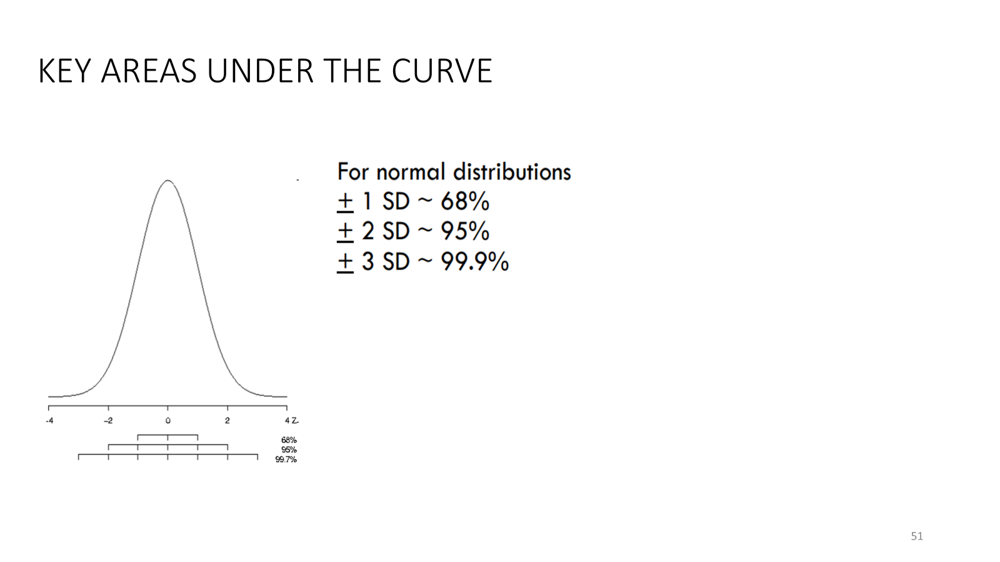 KEY AREAS UNDER THE CURVE
For normal distributions
± 1 SD ~ 68%
± 2 SD ~ 95%
± 3 SD ~ 99.9%
-4 -2 0 2 4 Z-
68%
95%
99.7%
51